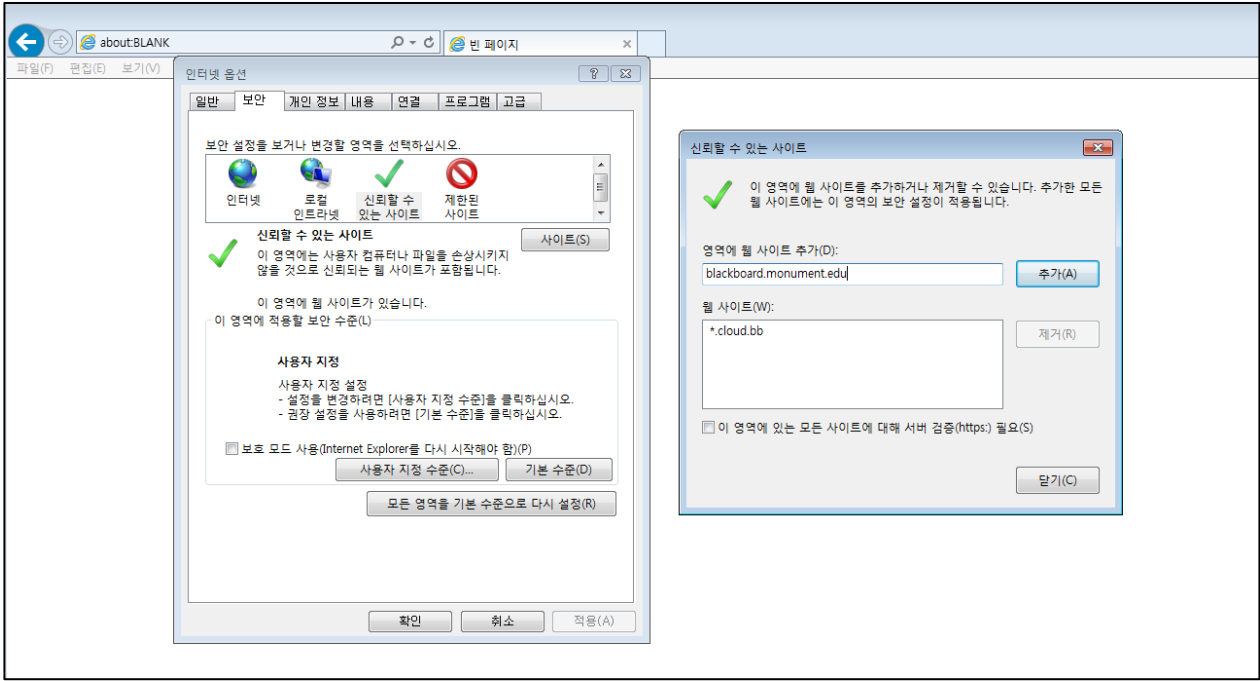 about:BLANK
빈 페이지
파일(F) 편집(E) 보기(V)
인터넷 옵션
일반 보안 개인 정보 내용 연결 프로그램 고급
보안 설정을 보거나 변경할 영역을 선택하십시오.
인터넷
로컬
인트라넷
신뢰할 수
있는 사이트
제한된
사이트
신뢰할 수 있는 사이트
사이트(S)
이 영역에는 사용자 컴퓨터나 파일을 손상시키지
않을 것으로 신뢰되는 웹 사이트가 포함됩니다.
이 영역에 웹 사이트가 있습니다.
이 영역에 적용할 보안 수준(L)
사용자 지정
사용자 지정 설정
- 설정을 변경하려면 [사용자 지정 수준]을 클릭하십시오.
- 권장 설정을 사용하려면 [기본 수준]을 클릭하십시오.
보호 모드 사용(Internet Explorer를 다시 시작해야 함)(P)
사용자 지정 수준(C)... 기본 수준(D)
모든 영역을 기본 수준으로 다시 설정(R)
확인 취소 적용(A)
신뢰할 수 있는 사이트
이 영역에 웹 사이트를 추가하거나 제거할 수 있습니다. 추가한 모든
웹 사이트에는 이 영역의 보안 설정이 적용됩니다.
영역에 웹 사이트 추가(D):
blackboard.monument.edu 추가(A)
웹 사이트(W):
*.cloud.bb 제거(R)
이 영역에 있는 모든 사이트에 대해 서버 검증(https:) 필요(S)
닫기(C)